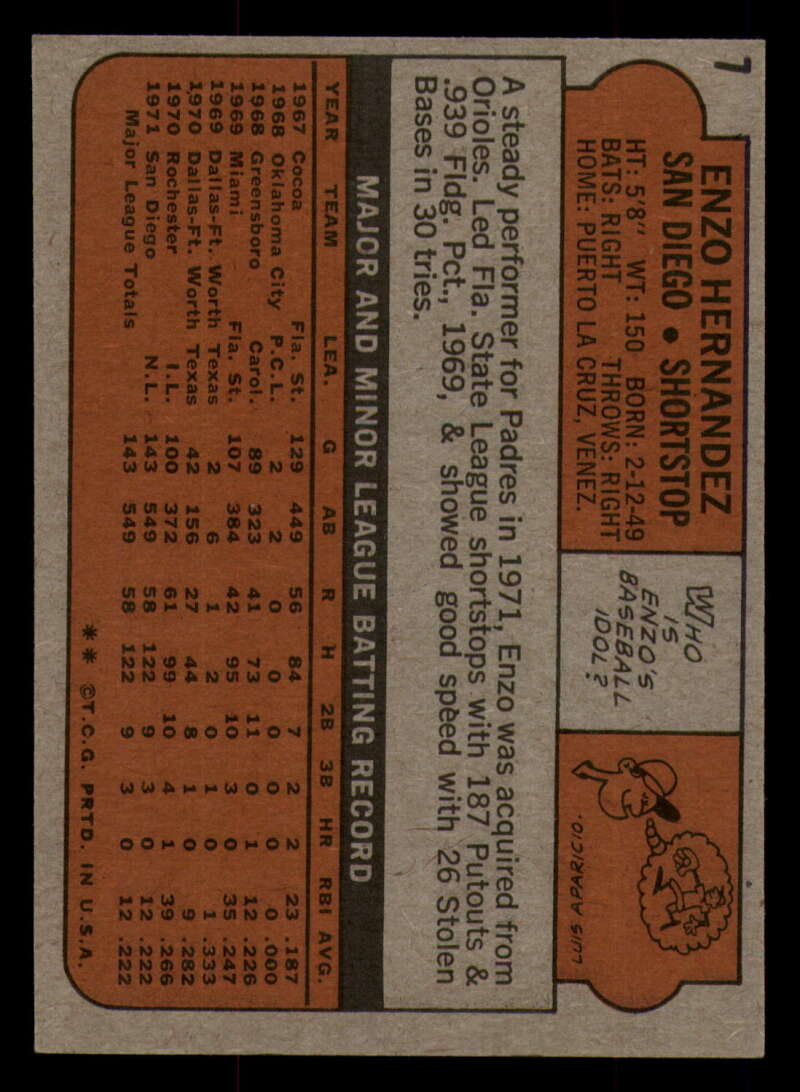 7
ENZO HERNANDEZ
SAN DIEGO • SHORTSTOP
HT: 5'8" WT: 150 BORN: 2-12-49
BATS: RIGHT THROWS: RIGHT
HOME: PUERTO LA CRUZ, VENEZ.
WHO
IS
ENZO'S
BASEBALL
IDOL?
LUIS APARICIO.
A steady performer for Padres in 1971, Enzo was acquired from
Orioles. Led Fla. State League shortstops with 187 Putouts &
.939 Fldg. Pct., 1969, & showed good speed with 26 Stolen
Bases in 30 tries.
MAJOR AND MINOR LEAGUE BATTING RECORD
YEAR TEAM LEA. G AB R H 2B 3B HR RBI AVG.
1967 Cocoa Fla. St. 129 449 56 84 7 2 2 23 .187
1968 Oklahoma City P.C.L. 2 2 0 0 0 0 0 0 .000
1968 Greensboro Carol. 89 323 41 73 11 0 1 12 .226
1969 Miami Fla. St. 107 384 42 95 10 3 0 35 .247
1969 Dallas-Ft. Worth Texas 2 6 1 2 0 1 0 1 .333
1970 Dallas-Ft. Worth Texas 42 156 27 44 8 1 0 9 .282
1970 Rochester I.L. 100 372 61 99 10 4 1 39 .266
1971 San Diego N.L. 143 549 58 122 9 3 0 12 .222
Major League Totals 143 549 58 122 9 3 0 12 .222
** ©T.C.G. PRTD. IN U.S.A.